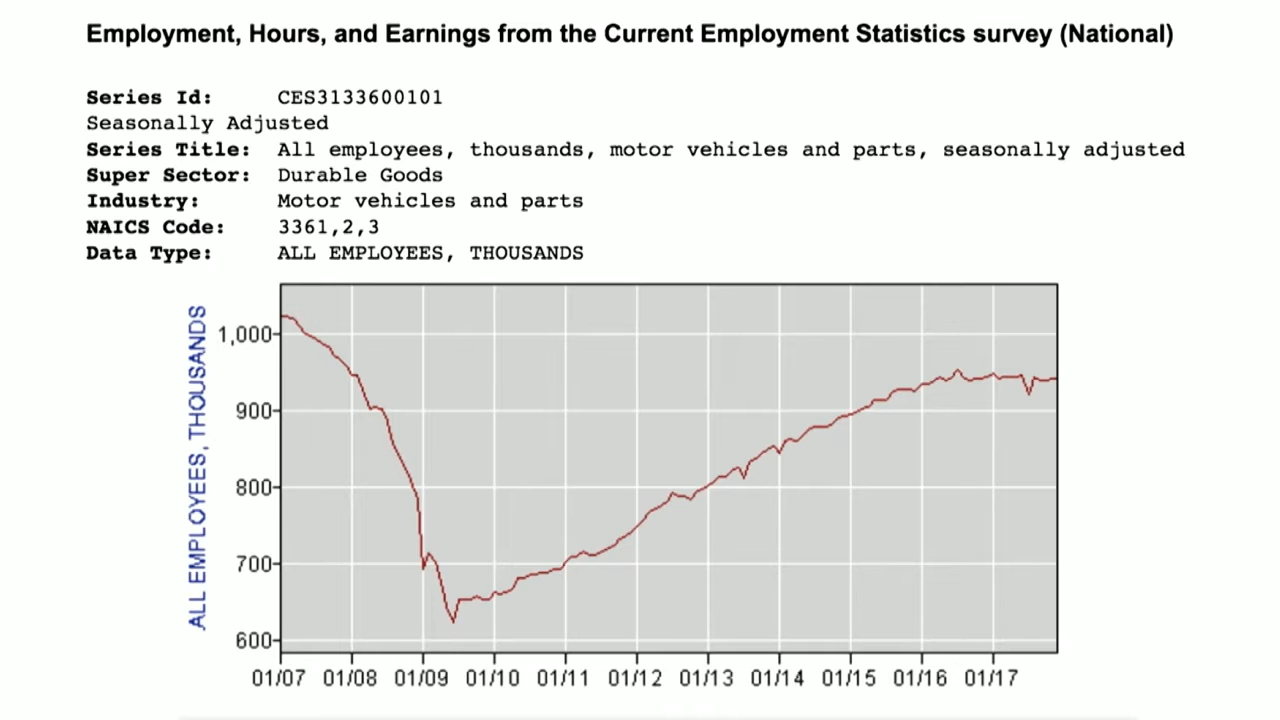 Employment, Hours, and Earnings from the Current Employment Statistics survey (National)
Series Id: CES3133600101
Seasonally Adjusted
Series Title: All employees, thousands, motor vehicles and parts, seasonally adjusted
Super Sector: Durable Goods
Industry: Motor vehicles and parts
NAICS Code: 3361,2,3
Data Type: ALL EMPLOYEES, THOUSANDS
ALL EMPLOYEES, THOUSANDS
1,000
900
800
700
600
01/07 01/08 01/09 01/10 01/11 01/12 01/13 01/14 01/15 01/16 01/17